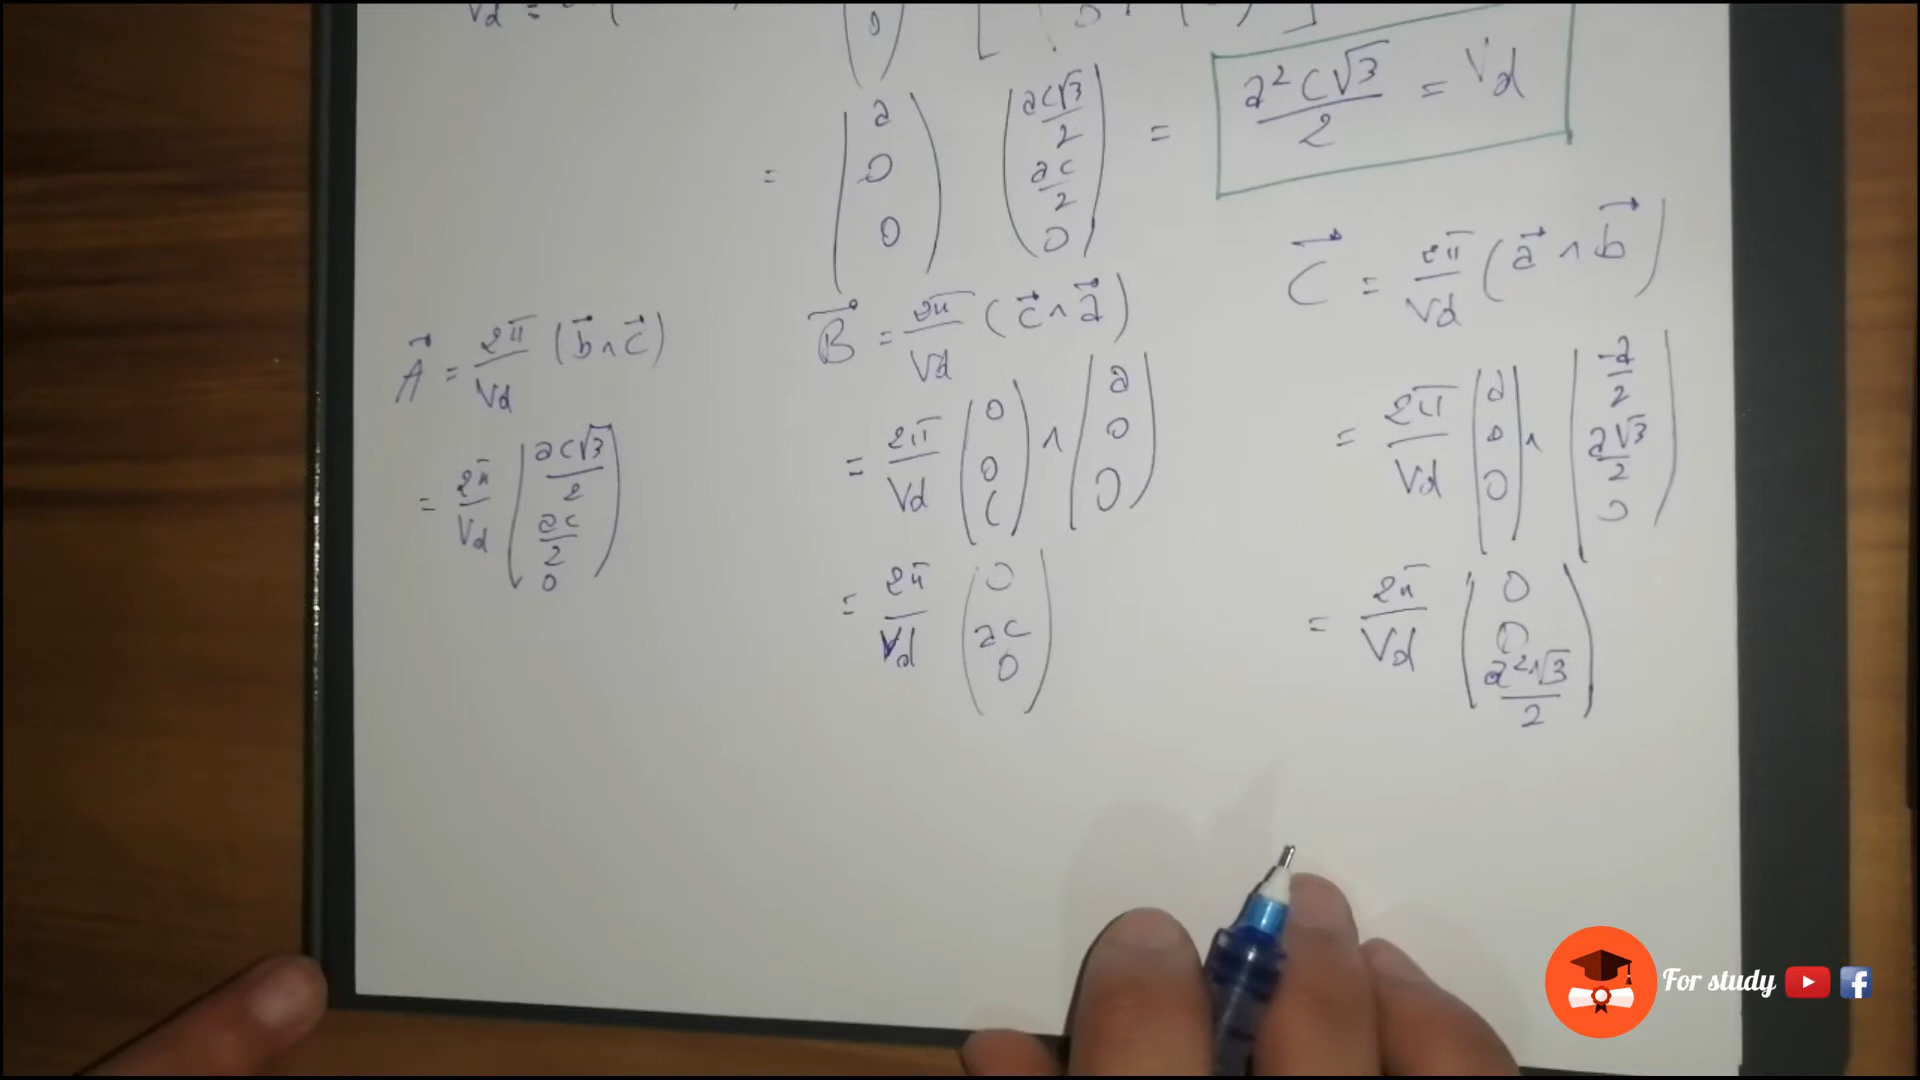 Vd =
0
= (a 0 0) (ac√3/2 ac/2 0) = a²c√3/2 = Vd
A⃗ = 2π/Vd (b⃗ ∧ c⃗)
= 2π/Vd (ac√3/2 ac/2 0)
B⃗ = 2π/Vd (c⃗ ∧ a⃗)
= 2π/Vd (0 0 c) ∧ (a 0 0)
= 2π/Vd (0 ac 0)
C⃗ = 2π/Vd (a⃗ ∧ b⃗)
= 2π/Vd (a 0 0) ∧ (-a/2 a√3/2 0)
= 2π/Vd (0 0 a²√3/2)
For study